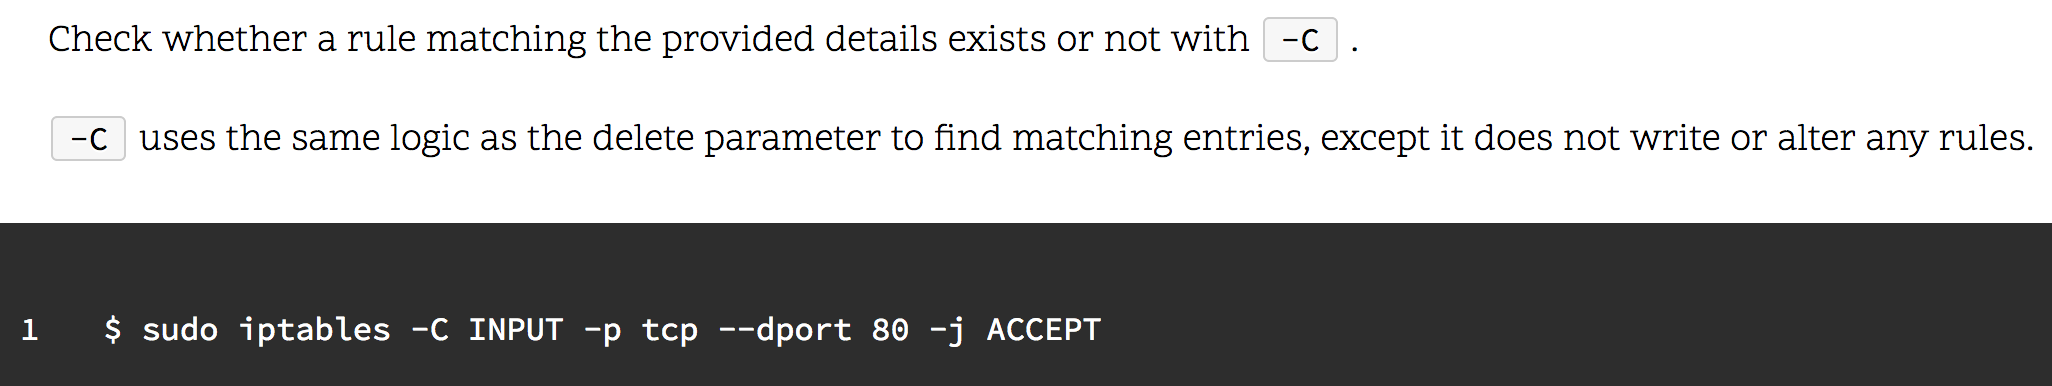 Check whether a rule matching the provided details exists or not with -C .
-C uses the same logic as the delete parameter to find matching entries, except it does not write or alter any rules.
1 $ sudo iptables -C INPUT -p tcp --dport 80 -j ACCEPT